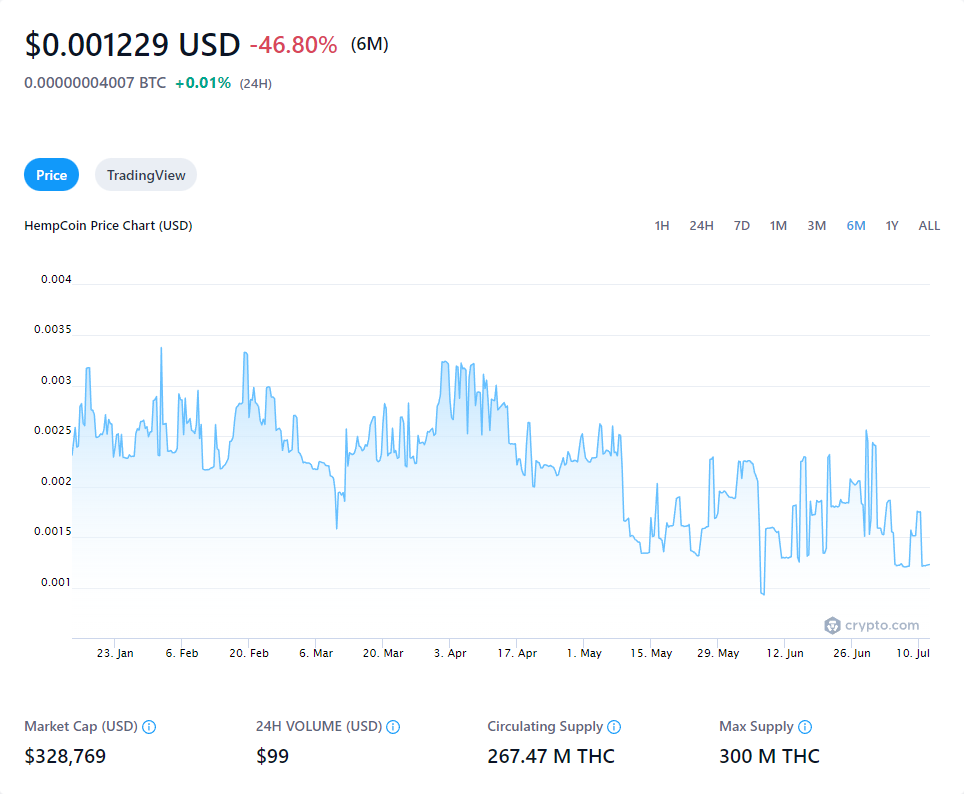 $0.001229 USD -46.80% (6M)
0.00000004007 BTC +0.01% (24H)
Price TradingView
HempCoin Price Chart (USD) 1H 24H 7D 1M 3M 6M 1Y ALL
0.004
0.0035
0.003
0.0025
0.002
0.0015
0.001
crypto.com
23. Jan 6. Feb 20. Feb 6. Mar 20. Mar 3. Apr 17. Apr 1. May 15. May 29. May 12. Jun 26. Jun 10. Jul
Market Cap (USD) 24H VOLUME (USD) Circulating Supply Max Supply
$328,769 $99 267.47 M THC 300 M THC